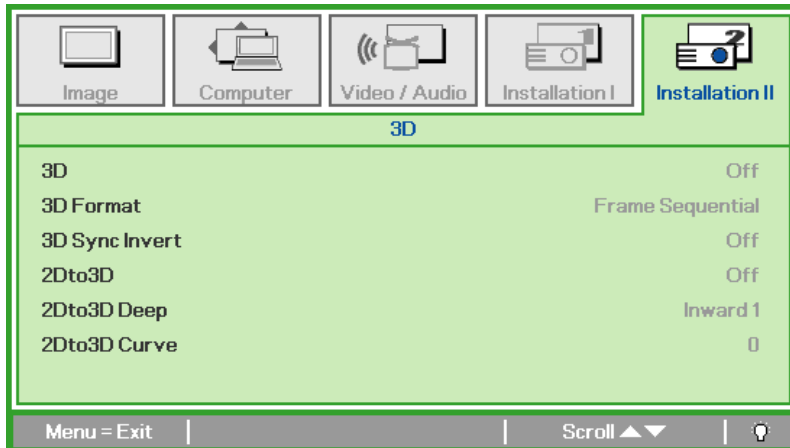 Image
Computer
Video / Audio
Installation I
Installation II
3D
3D Off
3D Format Frame Sequential
3D Sync Invert Off
2Dto3D Off
2Dto3D Deep Inward 1
2Dto3D Curve 0
Menu = Exit Scroll ▲▼